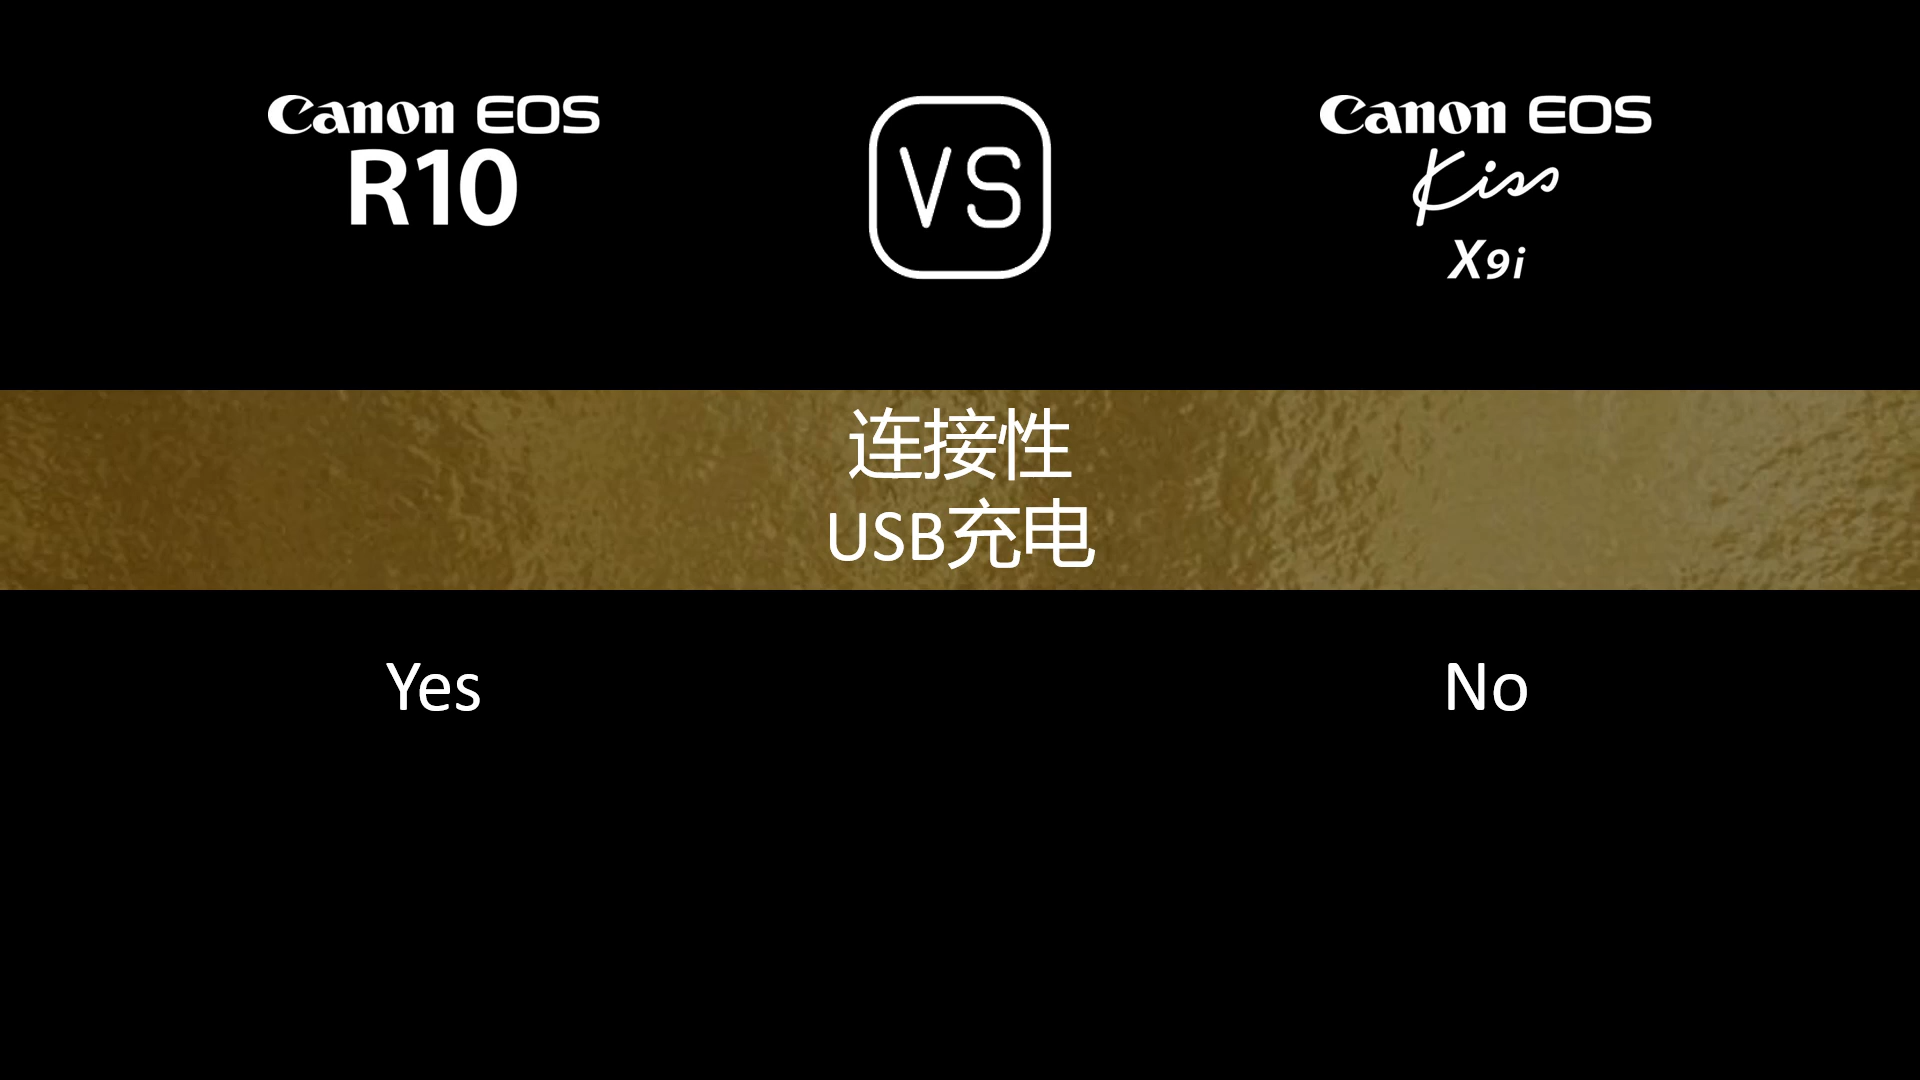 Canon EOS
R10
VS
Canon EOS
Kiss
X9i
连接性
USB充电
Yes
No